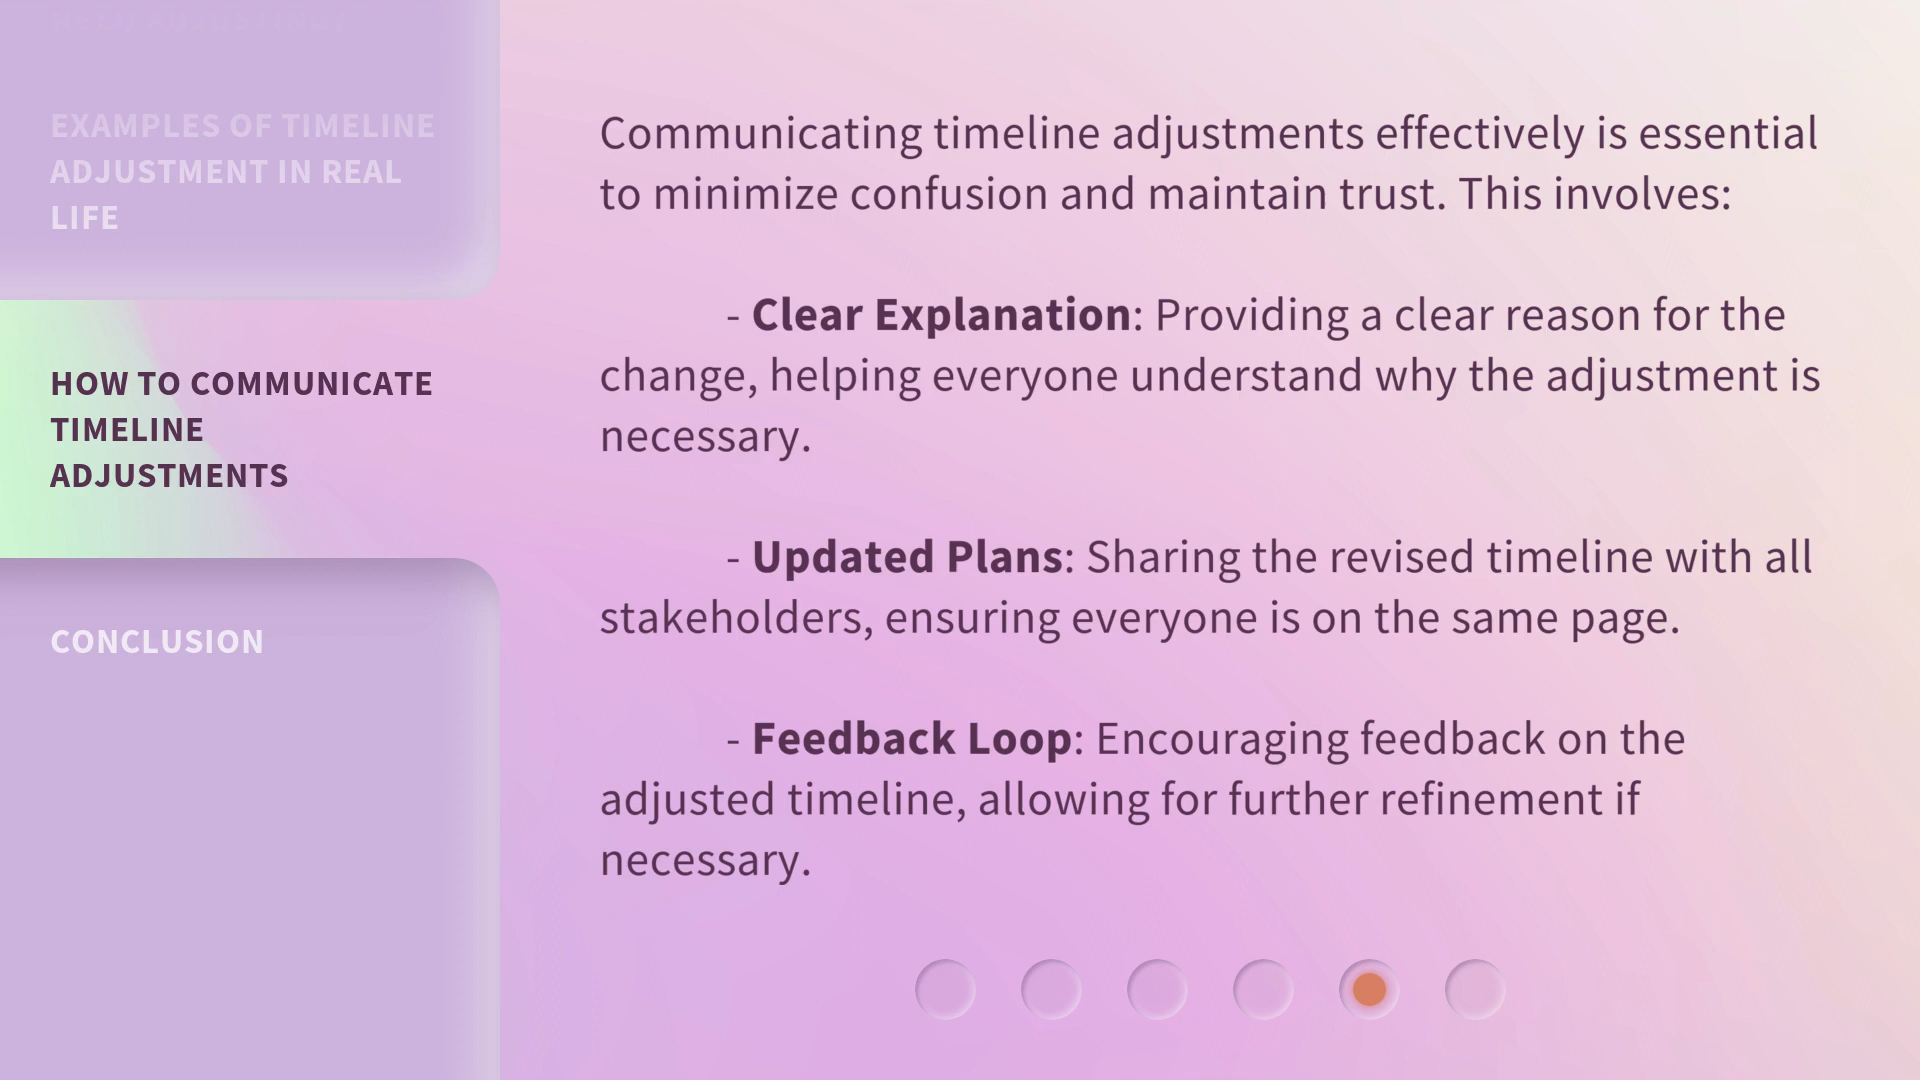 EXAMPLES OF TIMELINE
ADJUSTMENT IN REAL
LIFE
HOW TO COMMUNICATE
TIMELINE
ADJUSTMENTS
CONCLUSION
Communicating timeline adjustments effectively is essential
to minimize confusion and maintain trust. This involves:
- Clear Explanation: Providing a clear reason for the
change, helping everyone understand why the adjustment is
necessary.
- Updated Plans: Sharing the revised timeline with all
stakeholders, ensuring everyone is on the same page.
- Feedback Loop: Encouraging feedback on the
adjusted timeline, allowing for further refinement if
necessary.